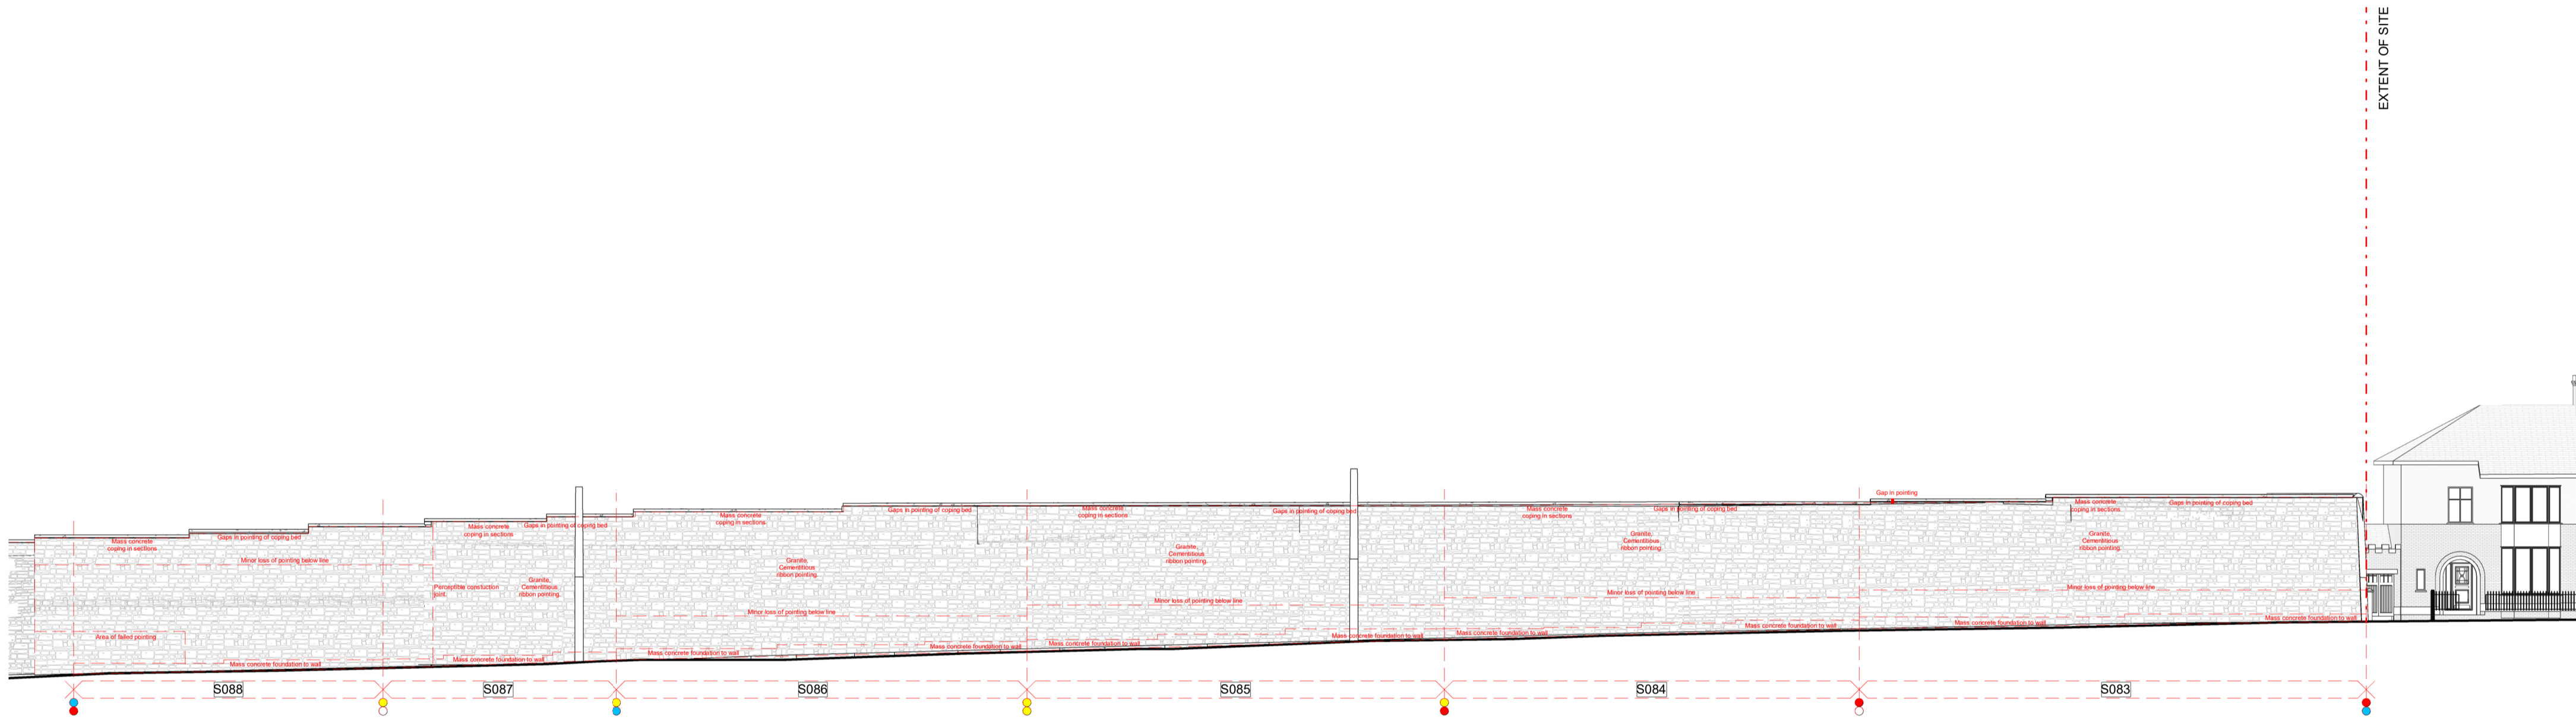 EXTENT OF SITE
Mass concrete
coping in sections
Gaps in pointing of coping bed
Minor loss of pointing below line
Area of failed pointing
Mass concrete foundation to wall
Mass concrete
coping in sections
Gaps in pointing of coping bed
Perceptible constuction
joint.
Granite,
Cementitious
ribbon pointing.
Mass concrete foundation to wall
Mass concrete
coping in sections
Gaps in pointing of coping bed
Granite,
Cementitious
ribbon pointing.
Minor loss of pointing below line
Mass concrete foundation to wall
Mass concrete foundation to wall
Mass concrete
coping in sections
Gaps in pointing of coping bed
Granite,
Cementitious
ribbon pointing.
Minor loss of pointing below line
Mass concrete foundation to wall
Mass concrete foundation to wall
Mass concrete
coping in sections
Gaps in pointing of coping bed
Granite,
Cementitious
ribbon pointing.
Minor loss of pointing below line
Mass concrete foundation to wall
Mass concrete foundation to wall
Gap in pointing
Mass concrete
coping in sections
Gaps in pointing of coping bed
Granite,
Cementitious
ribbon pointing.
Minor loss of pointing below line
Mass concrete foundation to wall
Mass concrete foundation to wall
S088
S087
S086
S085
S084
S083